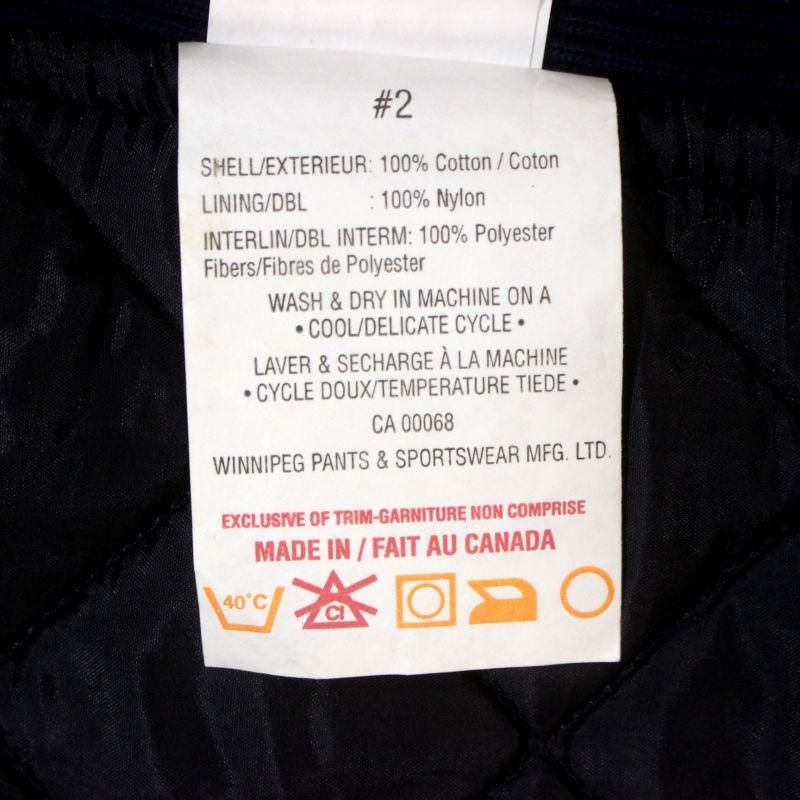 #2
SHELL/EXTERIEUR: 100% Cotton / Coton
LINING/DBL : 100% Nylon
INTERLIN/DBL INTERM: 100% Polyester
Fibers/Fibres de Polyester
WASH & DRY IN MACHINE ON A
• COOL/DELICATE CYCLE •
LAVER & SECHARGE À LA MACHINE
• CYCLE DOUX/TEMPERATURE TIEDE •
CA 00068
WINNIPEG PANTS & SPORTSWEAR MFG. LTD.
EXCLUSIVE OF TRIM-GARNITURE NON COMPRISE
MADE IN / FAIT AU CANADA
40°C Cl